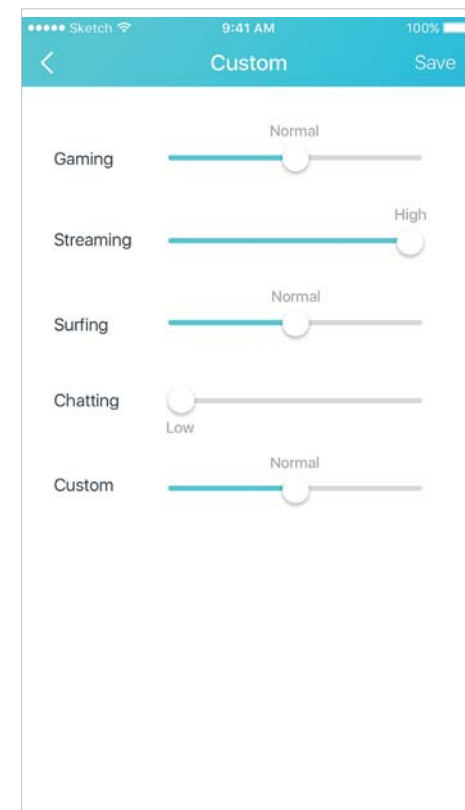 Sketch 9:41 AM 100%
Custom Save
Normal
Gaming
High
Streaming
Normal
Surfing
Chatting
Low
Normal
Custom